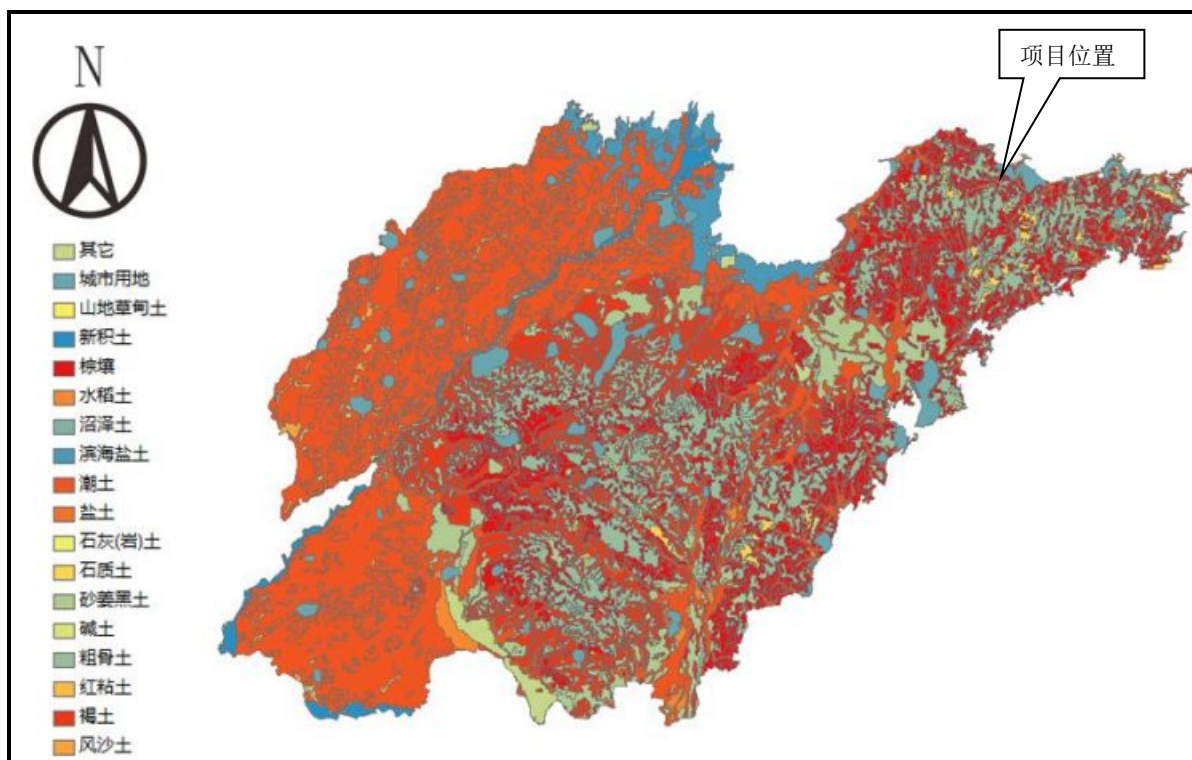 项目位置
N
其它
城市用地
山地草甸土
新积土
棕壤
水稻土
沼泽土
滨海盐土
潮土
盐土
石灰(岩)土
石质土
砂姜黑土
碱土
粗骨土
红粘土
褐土
风沙土